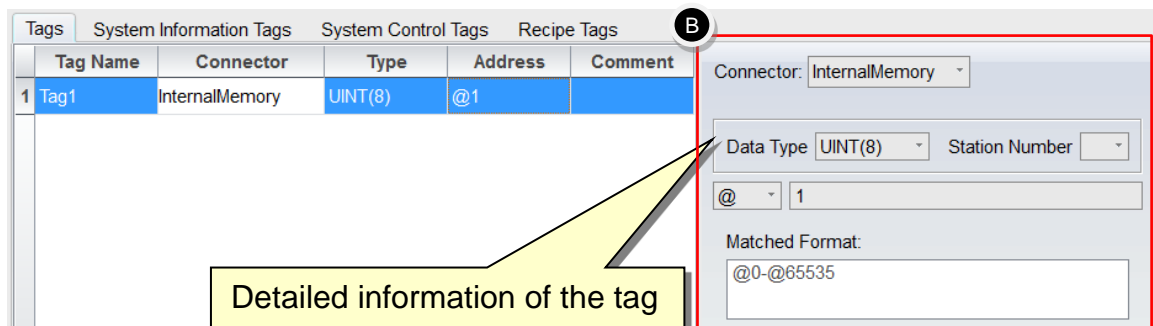 Tags System Information Tags System Control Tags Recipe Tags B
Tag Name Connector Type Address Comment
1 Tag1 InternalMemory UINT(8) @1
Connector: InternalMemory
Data Type UINT(8) Station Number
@ 1
Matched Format:
@0-@65535
Detailed information of the tag